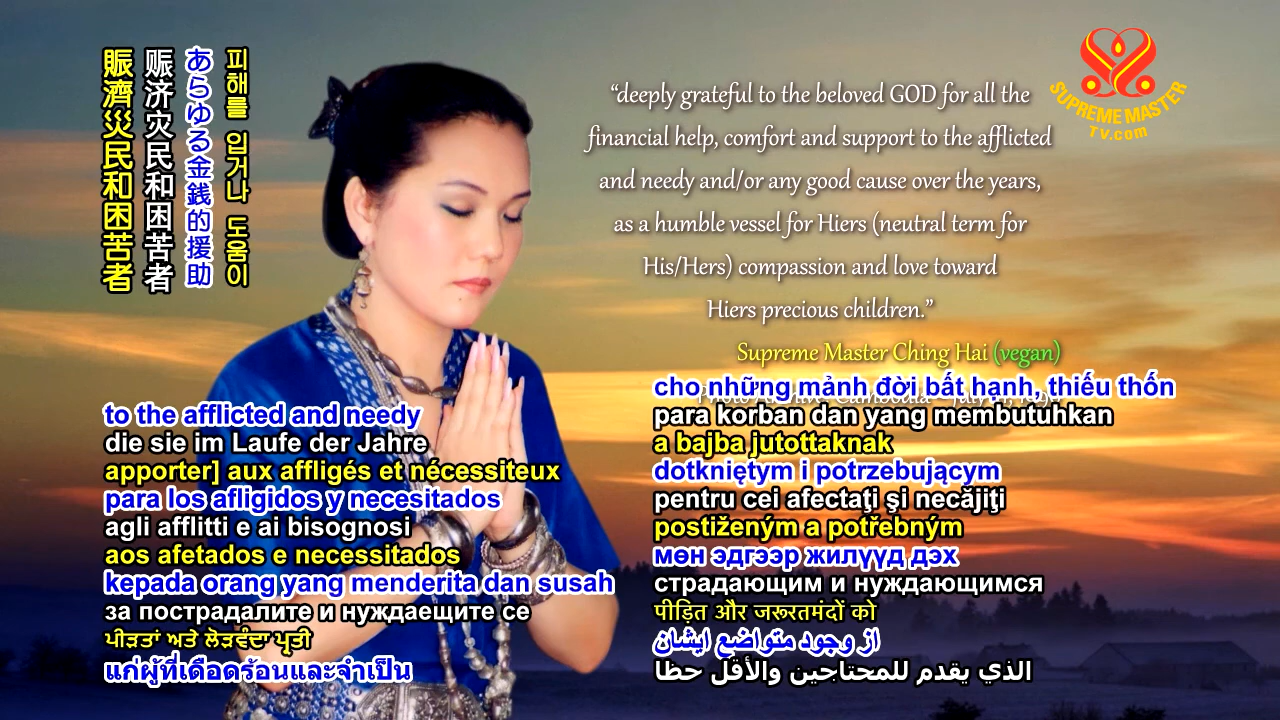 賑濟災民和困苦者
赈济灾民和困苦者
あらゆる金銭的援助
피해를 입거나 도움이
“deeply grateful to the beloved GOD for all the
financial help, comfort and support to the afflicted
and needy and/or any good cause over the years,
as a humble vessel for Hiers (neutral term for
His/Hers) compassion and love toward
Hiers precious children.”
Supreme Master Ching Hai (vegan)
SUPREME MASTER
TV.com
to the afflicted and needy
die sie im Laufe der Jahre
apporter] aux affligés et nécessiteux
para los afligidos y necesitados
agli afflitti e ai bisognosi
aos afetados e necessitados
kepada orang yang menderita dan susah
за пострадалите и нуждаещите се
ਪੀੜਤਾਂ ਅਤੇ ਲੋੜਵੰਦਾ ਪ੍ਰਤੀ
แก่ผู้ที่เดือดร้อนและจำเป็น
cho những mảnh đời bất hạnh, thiếu thốn
para korban dan yang membutuhkan
a bajba jutottaknak
dotkniętym i potrzebującym
pentru cei afectaţi şi necăjiţi
postiženým a potřebným
мөн эдгээр жилүүд дэх
страдающим и нуждающимся
पीड़ित और जरूरतमंदों को
از وجود متواضع ایشان
الذي يقدم للمحتاجين والأقل حظا